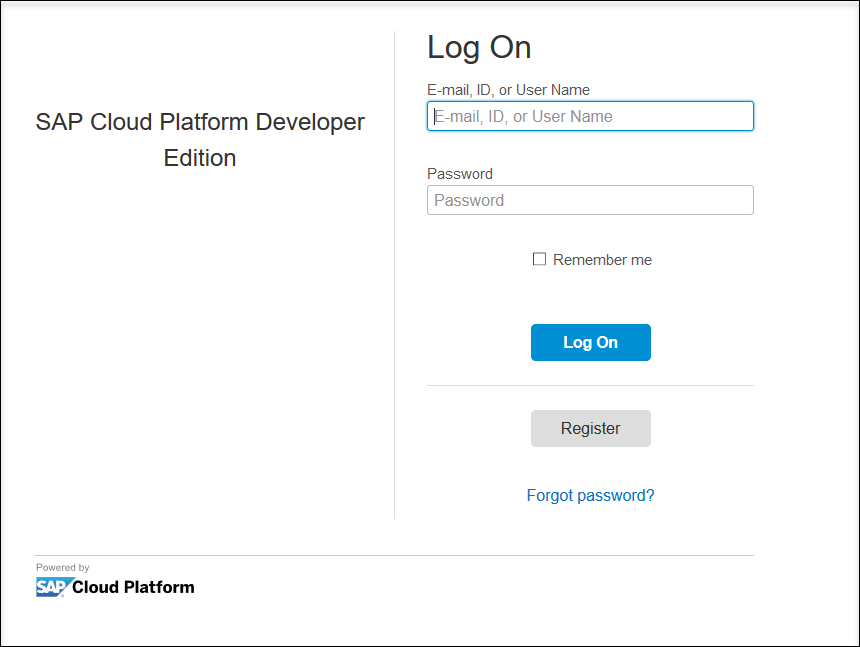 SAP Cloud Platform Developer
Edition
Log On
E-mail, ID, or User Name
E-mail, ID, or User Name
Password
Password
Remember me
Log On
Register
Forgot password?
Powered by
SAP Cloud Platform